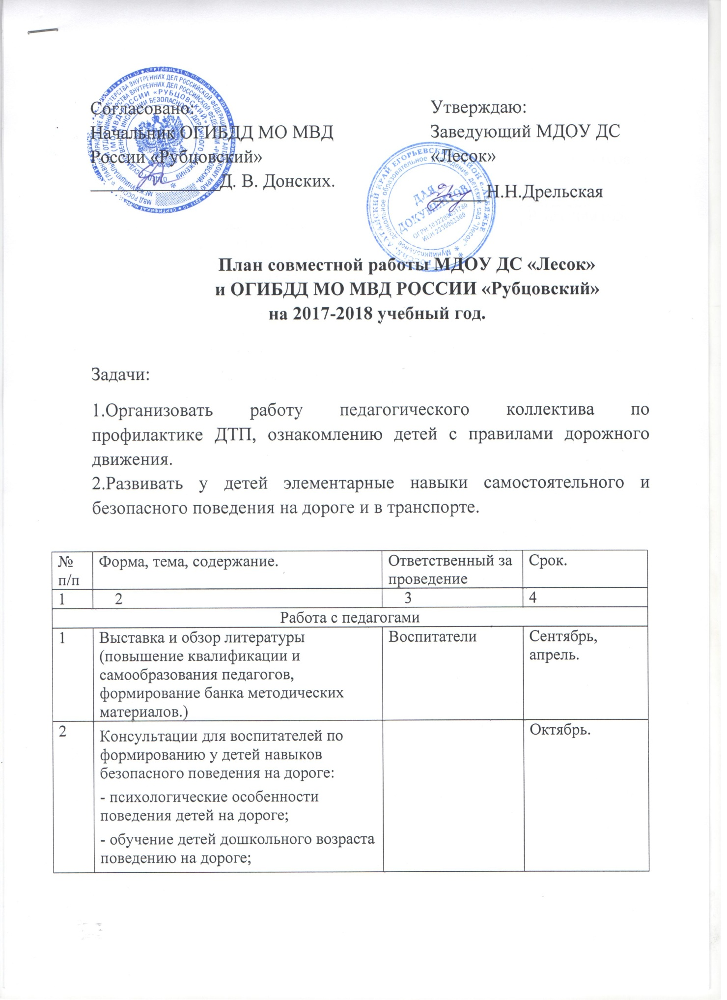 Согласовано:
Начальник ОГИБДД МО МВД
России «Рубцовский»
Д. В. Донских.
Утверждаю:
Заведующий МДОУ ДС
«Лесок»
Н.Н.Дрельская
ДЛЯ
ДОКУМЕНТОВ
ИНН 2239003300
План совместной работы МДОУ ДС «Лесок»
и ОГИБДД МО МВД РОССИИ «Рубцовский»
на 2017-2018 учебный год.
Задачи:
1.Организовать работу педагогического коллектива по
профилактике ДТП, ознакомлению детей с правилами дорожного
движения.
2.Развивать у детей элементарные навыки самостоятельного и
безопасного поведения на дороге и в транспорте.
№ п/п Форма, тема, содержание. Ответственный за проведение Срок.
1 2 3 4
Работа с педагогами
1 Выставка и обзор литературы Воспитатели Сентябрь,
(повышение квалификации и апрель.
самообразования педагогов,
формирование банка методических
материалов.)
2 Консультации для воспитателей по Октябрь.
формированию у детей навыков
безопасного поведения на дороге:
- психологические особенности
поведения детей на дороге;
- обучение детей дошкольного возраста
поведению на дороге;